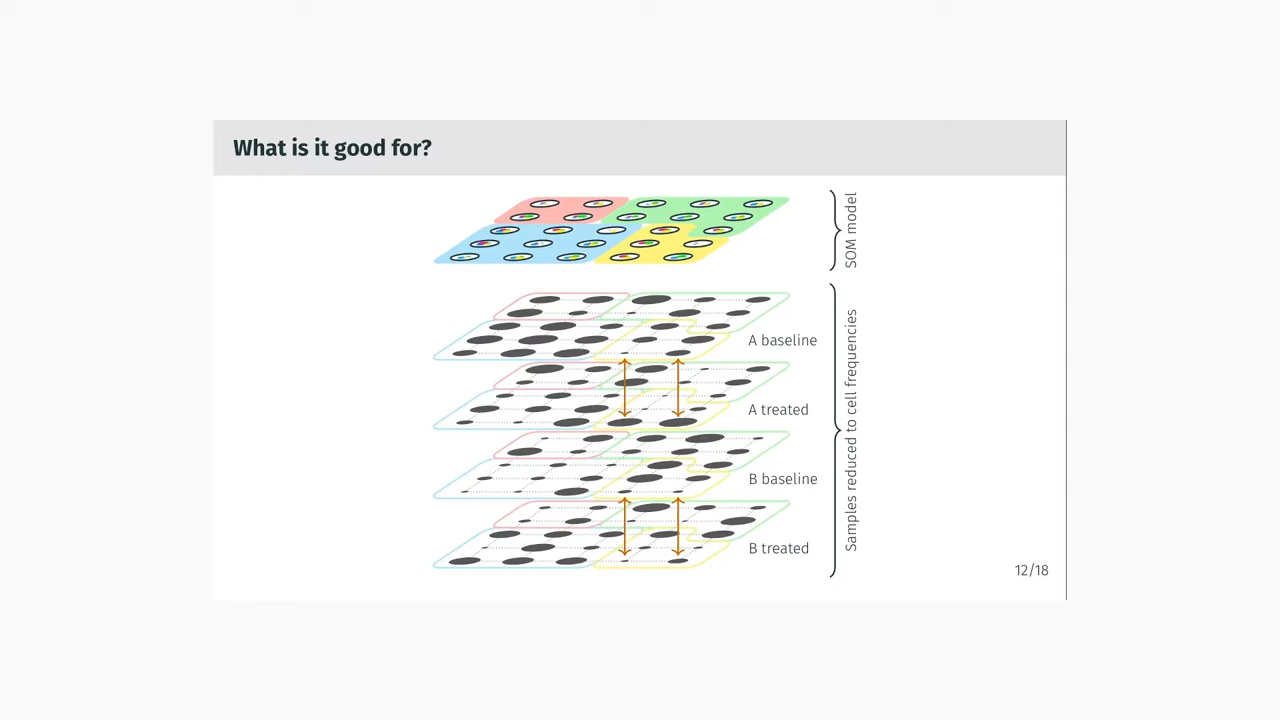 What is it good for?
SOM model
A baseline
A treated
B baseline
B treated
Samples reduced to cell frequencies
12/18